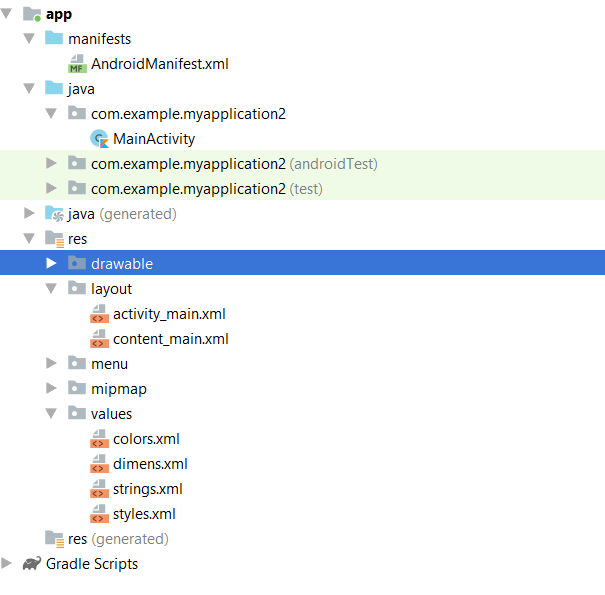 app
manifests
MF AndroidManifest.xml
java
com.example.myapplication2
C MainActivity
com.example.myapplication2 (androidTest)
com.example.myapplication2 (test)
java (generated)
res
drawable
layout
activity_main.xml
content_main.xml
menu
mipmap
values
colors.xml
dimens.xml
strings.xml
styles.xml
res (generated)
Gradle Scripts